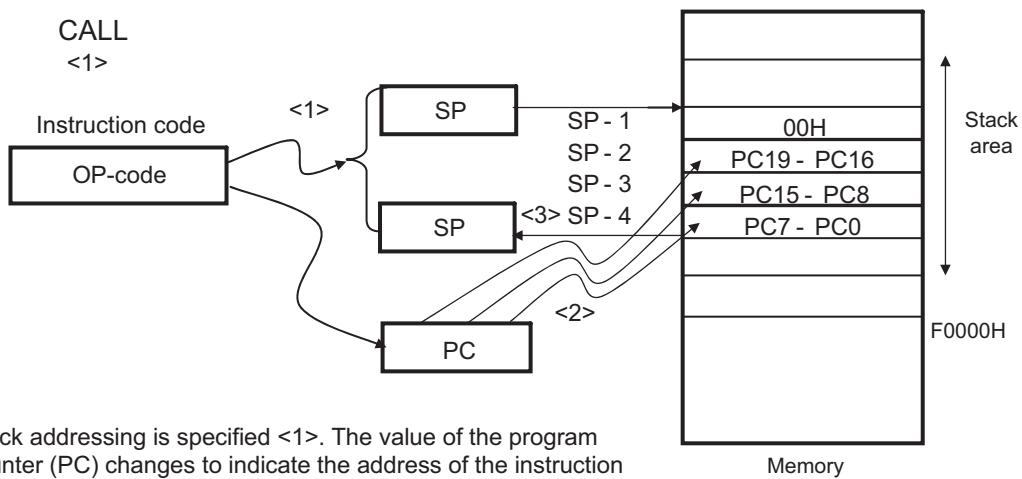 CALL
<1>
Instruction code
OP-code
<1>
SP
SP
PC
SP - 1
SP - 2
SP - 3
SP - 4
<3>
<2>
00H
PC19 - PC16
PC15 - PC8
PC7 - PC0
Stack
area
F0000H
Memory
addressing is specified <1>. The value of the program
(PC) changes to indicate the address of the instruction